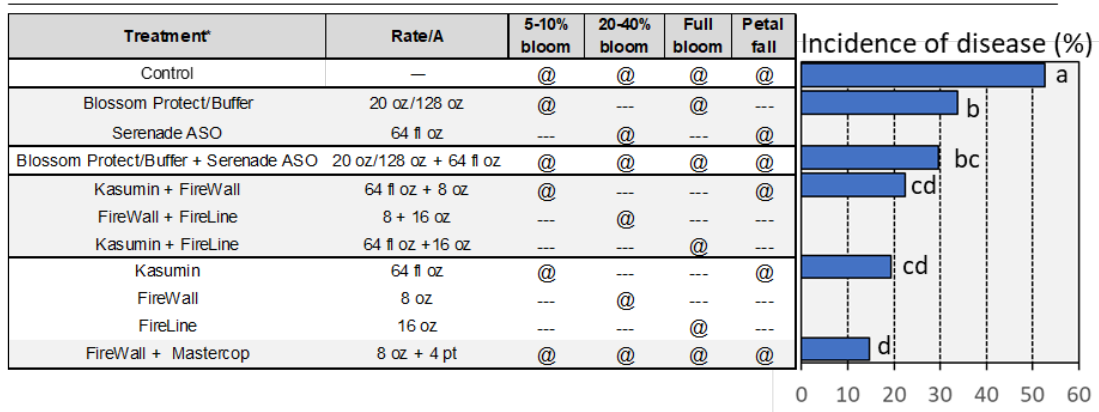 Treatment* Rate/A 5-10% bloom 20-40% bloom Full bloom Petal fall
Incidence of disease (%)
Control — @ @ @ @ a
Blossom Protect/Buffer 20 oz/128 oz @ --- @ --- b
Serenade ASO 64 fl oz --- @ --- @
Blossom Protect/Buffer + Serenade ASO 20 oz/128 oz + 64 fl oz @ @ @ @ bc
Kasumin + FireWall 64 fl oz + 8 oz @ --- --- @ cd
FireWall + FireLine 8 + 16 oz --- @ --- ---
Kasumin + FireLine 64 fl oz +16 oz --- --- @ ---
Kasumin 64 fl oz @ --- --- @ cd
FireWall 8 oz --- @ --- ---
FireLine 16 oz --- --- @ ---
FireWall + Mastercop 8 oz + 4 pt @ @ @ @ d
0 10 20 30 40 50 60